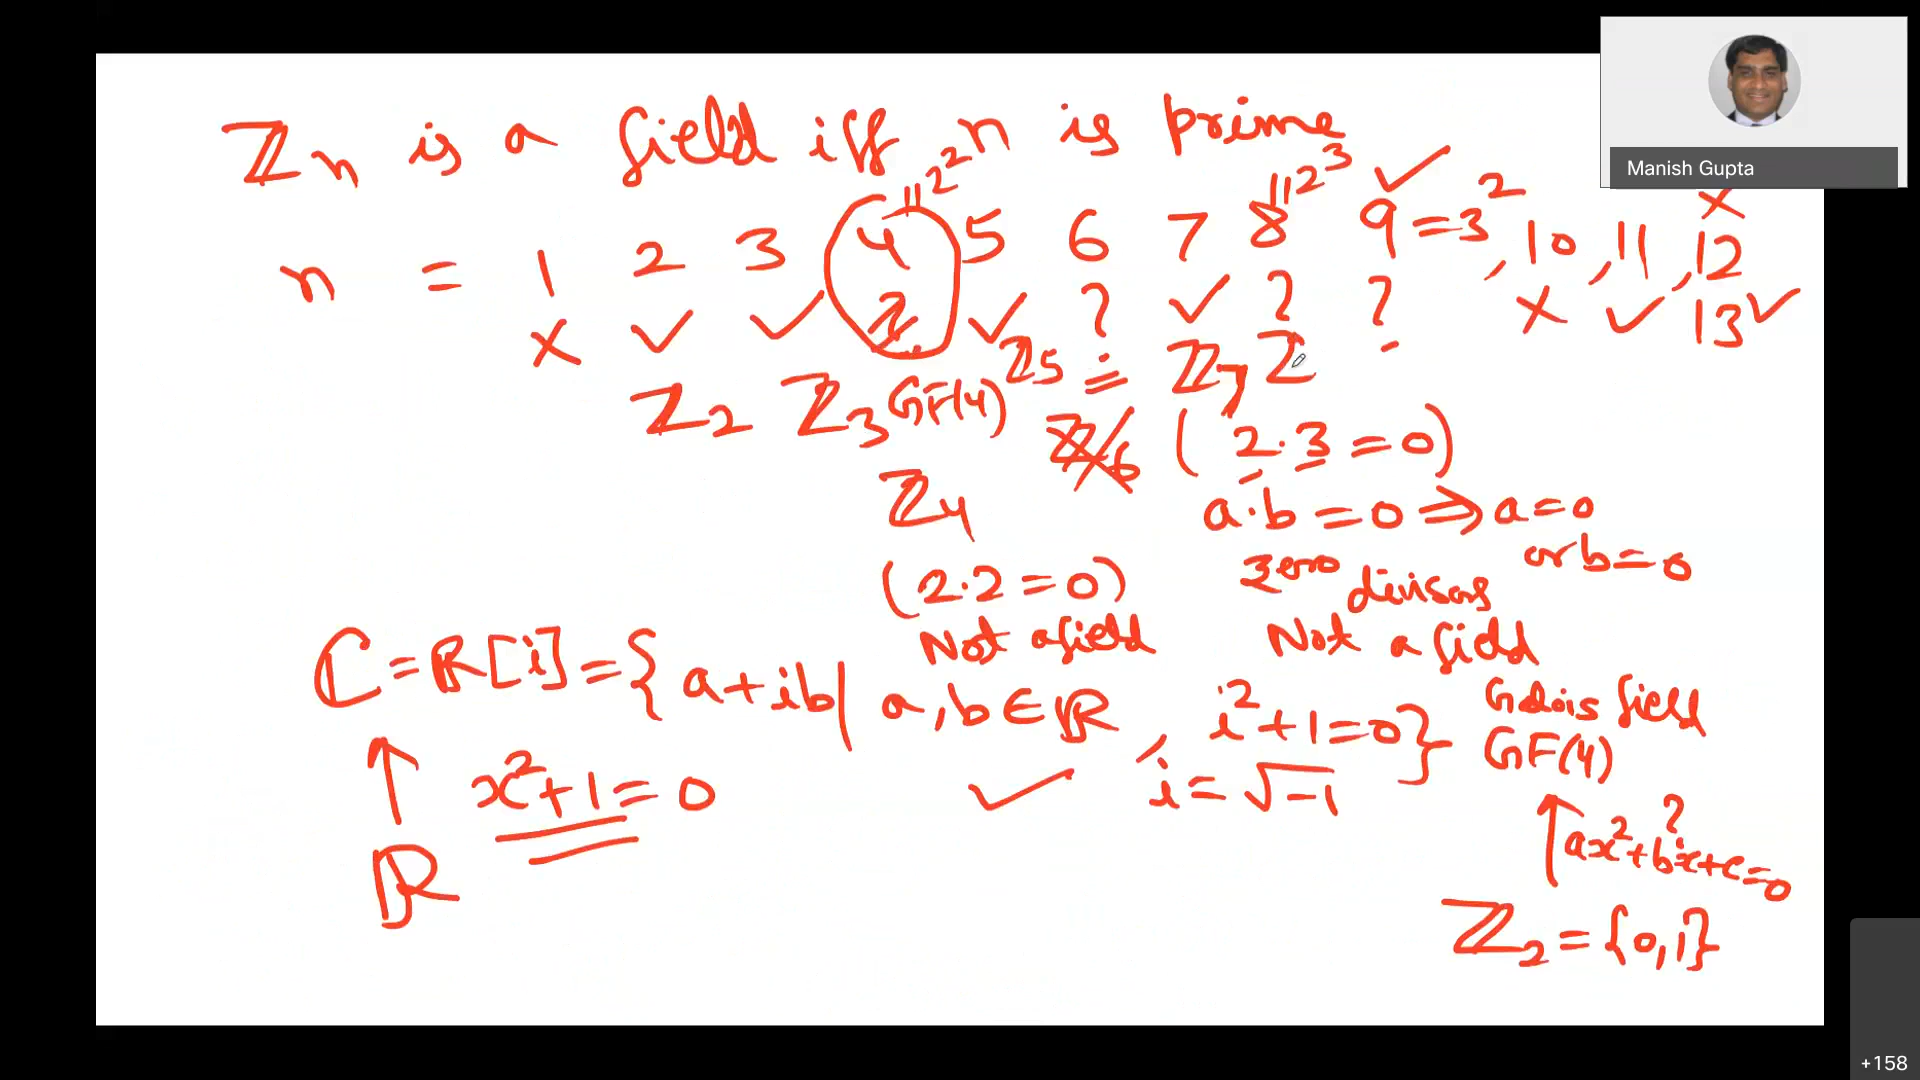 ℤn is a field iff n is prime
Manish Gupta
"2² "2³ ✓ ×
n = 1 2 3 4 5 6 7 8 9 = 3², 10, 11, 12
× ✓ ✓ ? ✓ ? ✓ ? ? × ✓ 13 ✓
ℤ2 ℤ3 GF(4) ℤ5 = ℤ7 ℤ
ℤ6 ( 2·3 = 0)
ℤ4 a·b = 0 ⇒ a = 0
or b = 0
(2·2 = 0) zero divisors
Not a field Not a field
ℂ = ℝ[i] = { a+ib | a, b ∈ ℝ, i²+1 = 0}
Galois field
GF(4)
↑ x²+1 = 0 ✓ i = √-1
↑ ?
ax²+bx+c=0
ℝ
ℤ2 = {0,1}
+158